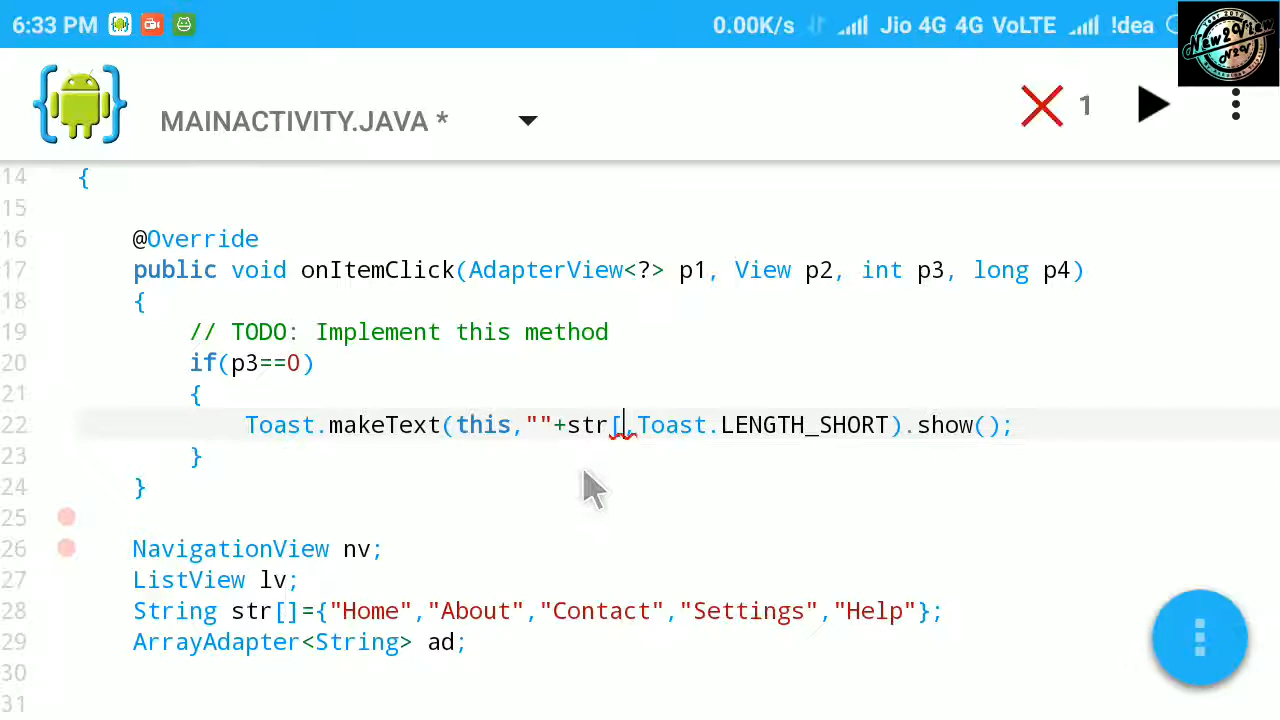 6:33 PM 0.00K/s Jio 4G 4G VoLTE !dea
New2View
N2V
MAINACTIVITY.JAVA * 1
14 {
15
16 @Override
17 public void onItemClick(AdapterView<?> p1, View p2, int p3, long p4)
18 {
19 // TODO: Implement this method
20 if(p3==0)
21 {
22 Toast.makeText(this,""+str[,Toast.LENGTH_SHORT).show();
23 }
24 }
25
26 NavigationView nv;
27 ListView lv;
28 String str[]={"Home","About","Contact","Settings","Help"};
29 ArrayAdapter<String> ad;
30
31